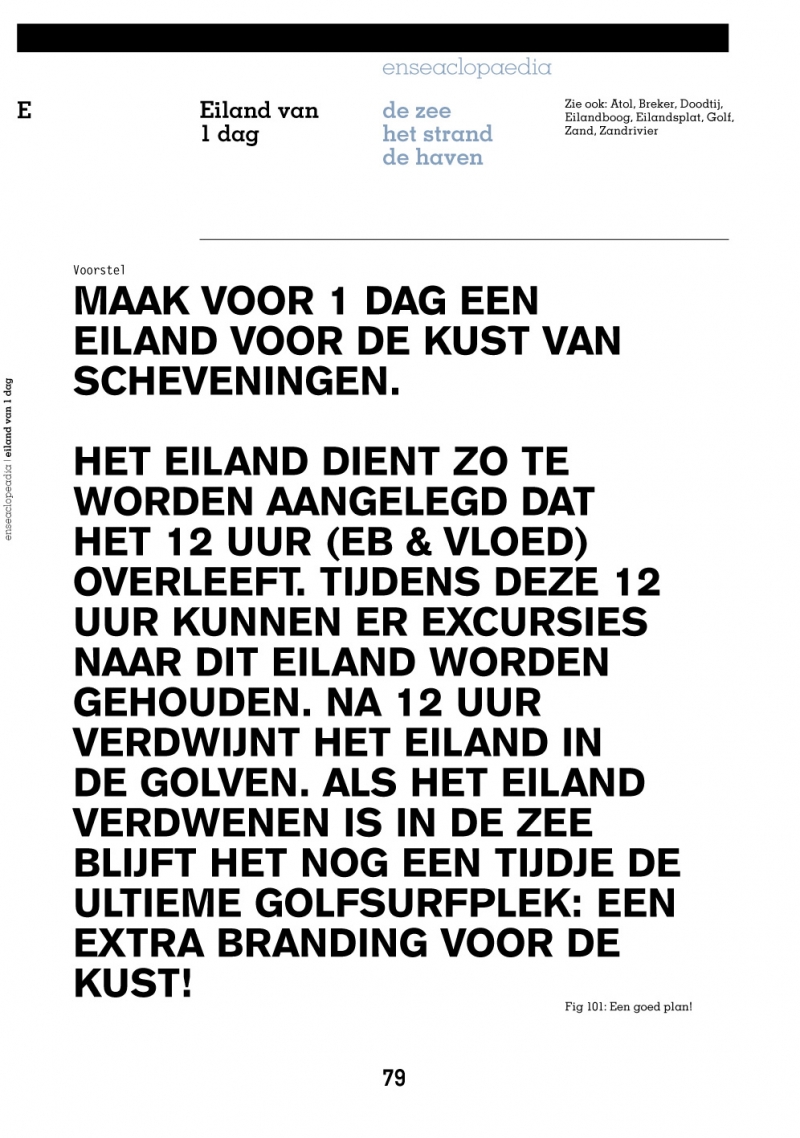 enseaclopaedia
E
Eiland van
1 dag
de zee
het strand
de haven
Zie ook: Atol, Breker, Doodtij,
Eilandboog, Eilandsplat, Golf,
Zand, Zandrivier
Voorstel
MAAK VOOR 1 DAG EEN
EILAND VOOR DE KUST VAN
SCHEVENINGEN.
HET EILAND DIENT ZO TE
WORDEN AANGELEGD DAT
HET 12 UUR (EB & VLOED)
OVERLEEFT. TIJDENS DEZE 12
UUR KUNNEN ER EXCURSIES
NAAR DIT EILAND WORDEN
GEHOUDEN. NA 12 UUR
VERDWIJNT HET EILAND IN
DE GOLVEN. ALS HET EILAND
VERDWENEN IS IN DE ZEE
BLIJFT HET NOG EEN TIJDJE DE
ULTIEME GOLFSURFPLEK: EEN
EXTRA BRANDING VOOR DE
KUST!
Fig 101: Een goed plan!
enseaclopeadia | eiland van 1 dag
79